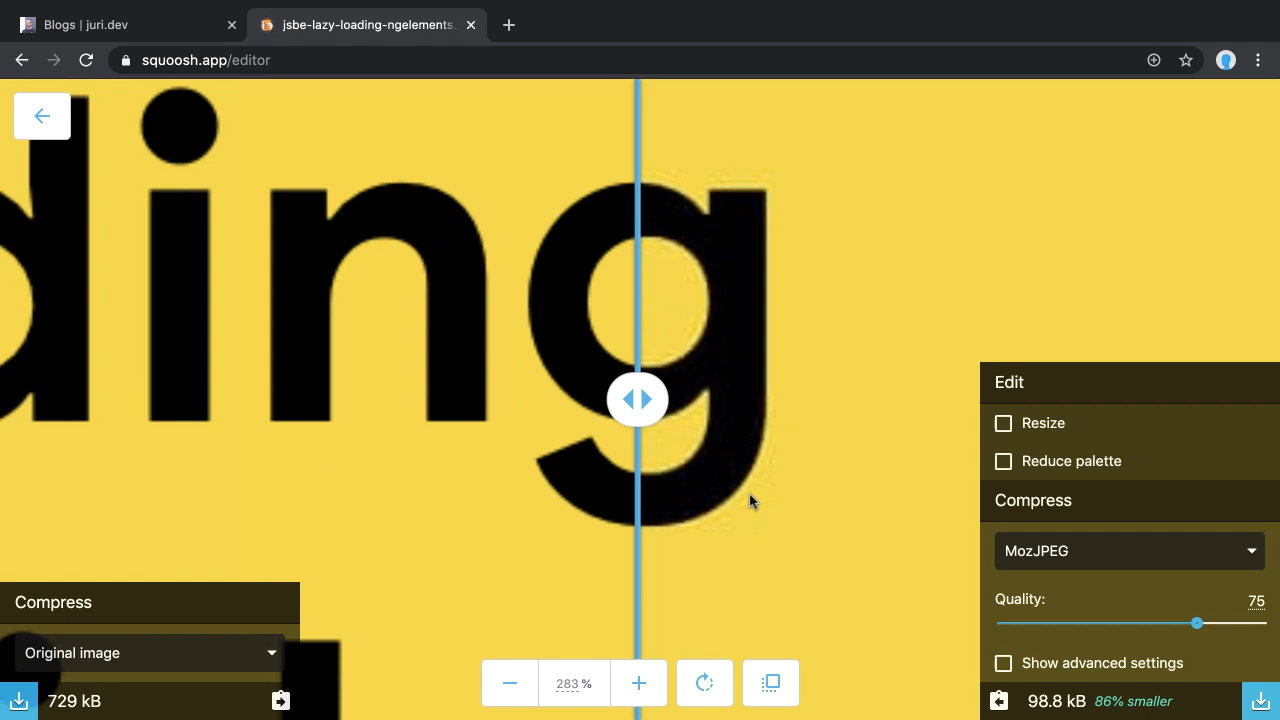 Blogs | juri.dev
jsbe-lazy-loading-ngelements.
squoosh.app/editor
ding
Edit
Resize
Reduce palette
Compress
MozJPEG
Quality: 75
Show advanced settings
98.8 kB 86% smaller
Compress
Original image
729 kB
283 %